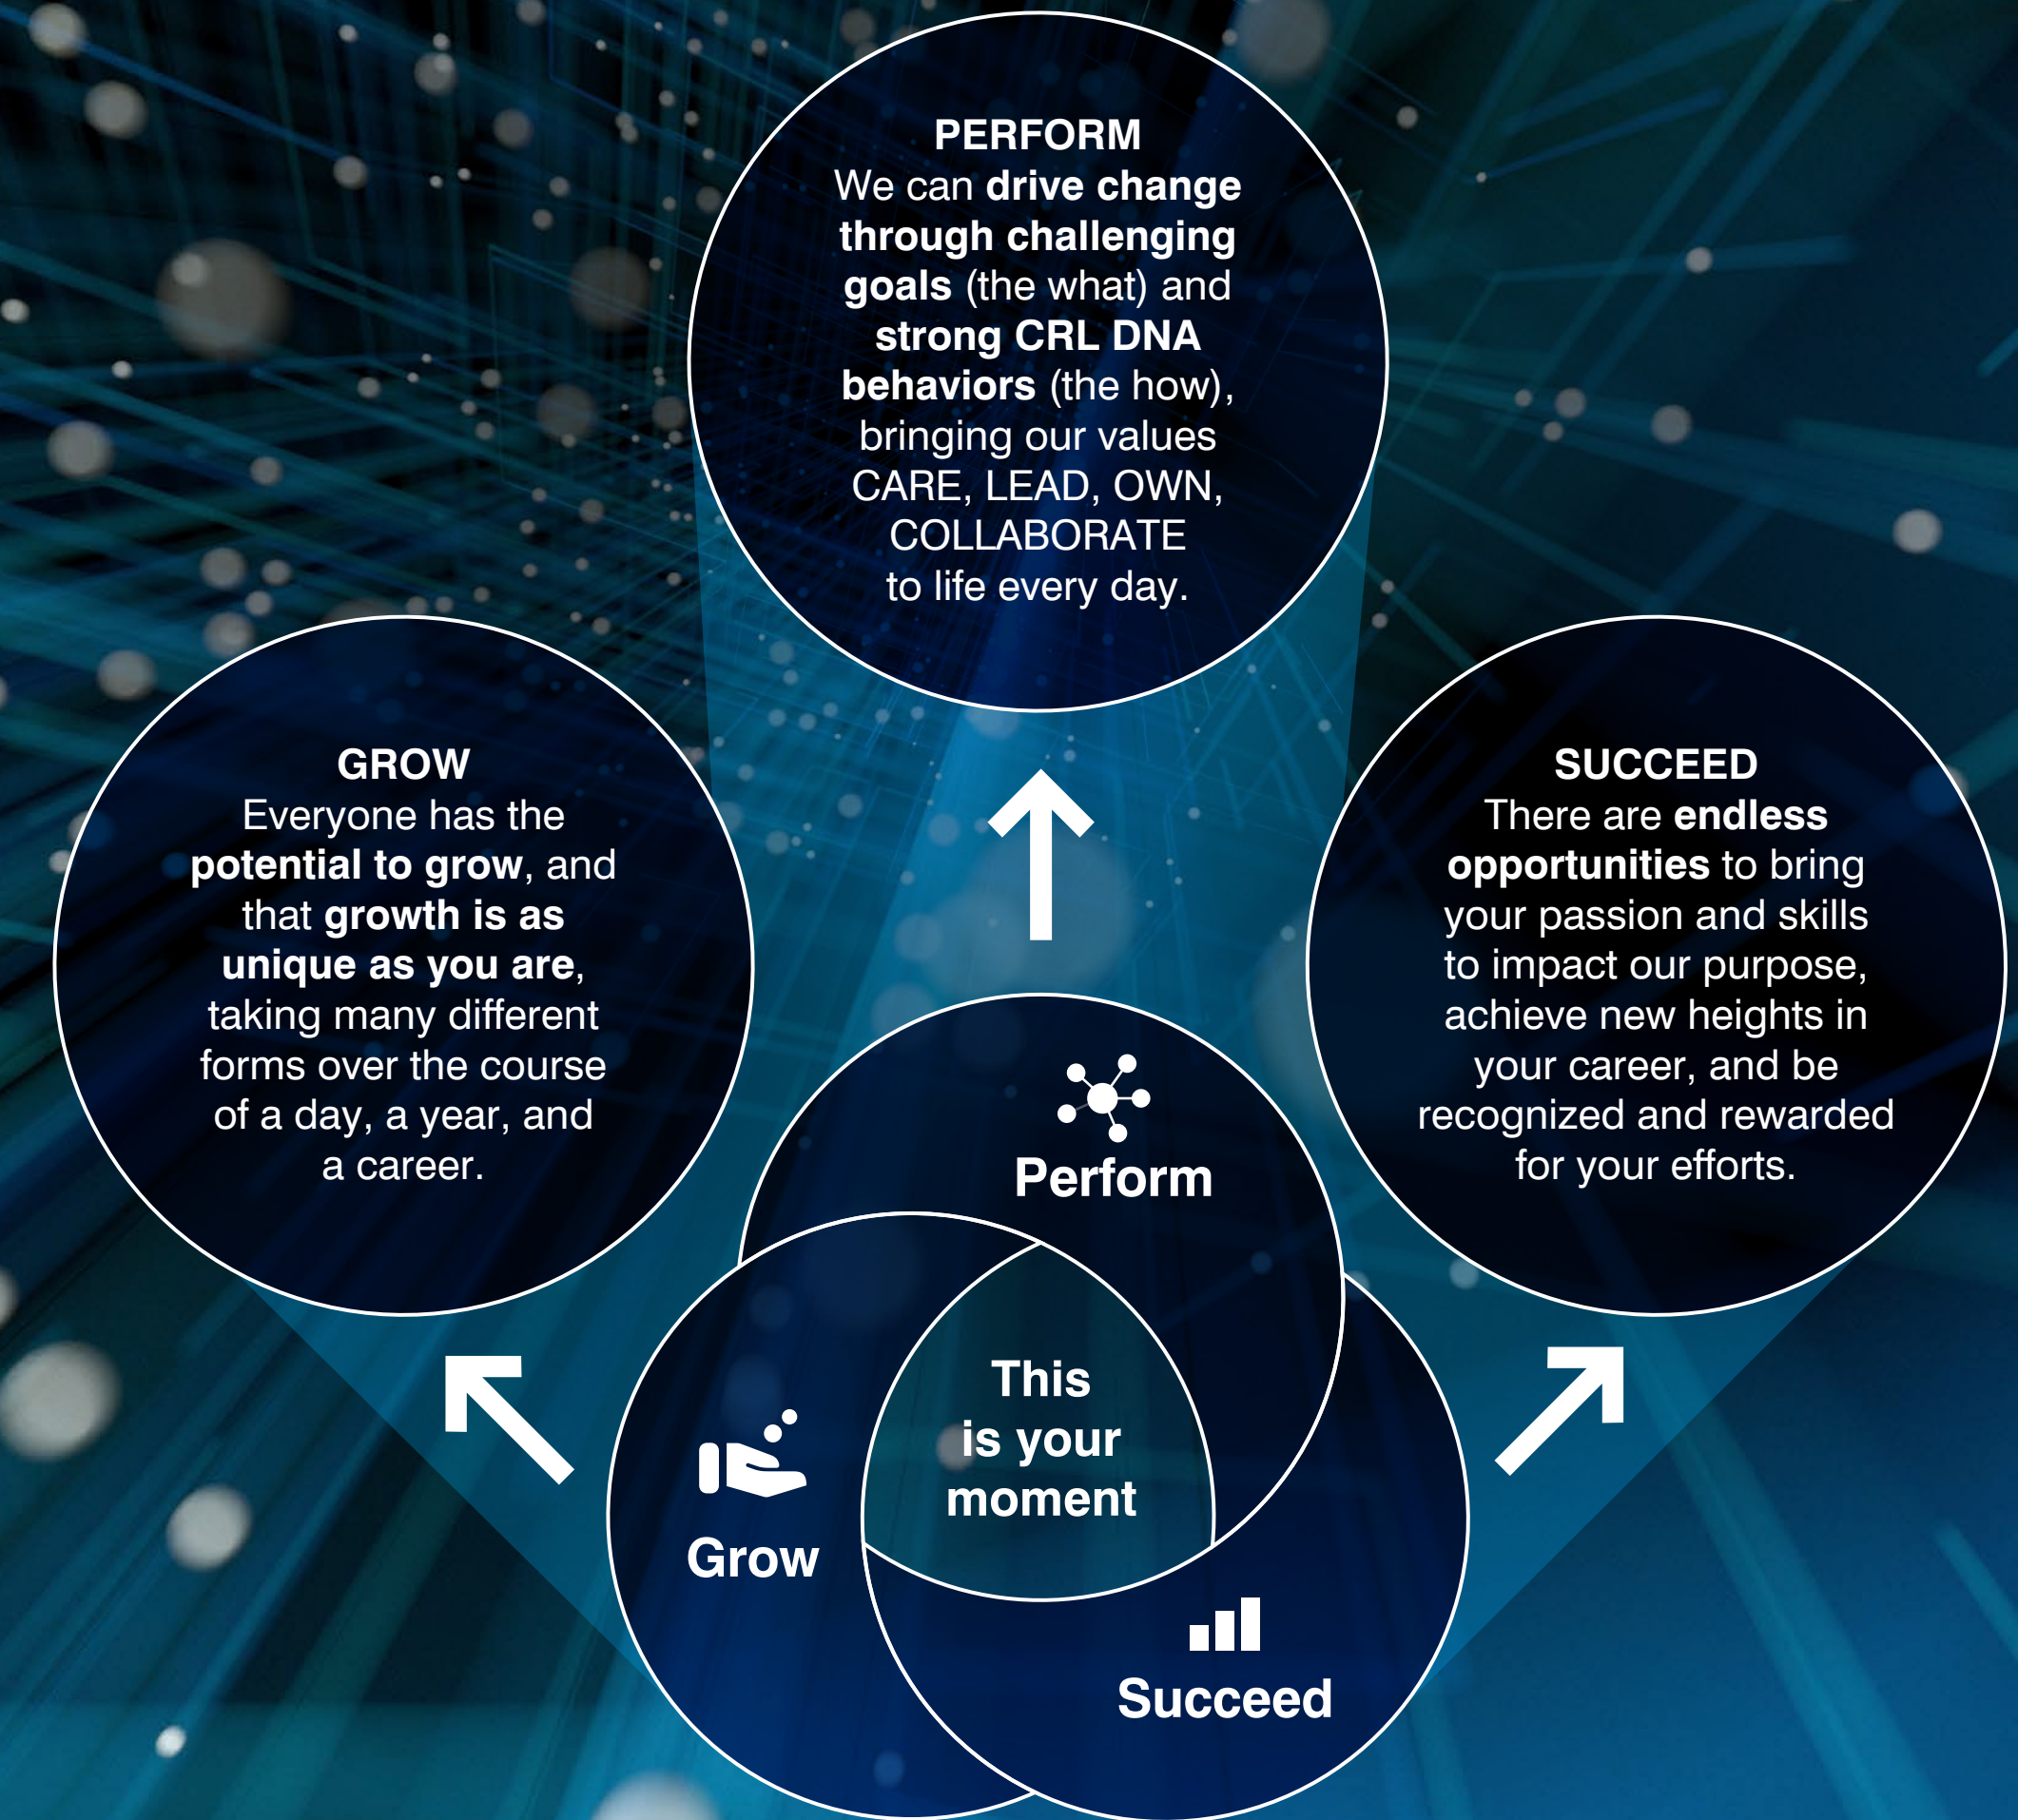 PERFORM
We can drive change
through challenging
goals (the what) and
strong CRL DNA
behaviors (the how),
bringing our values
CARE, LEAD, OWN,
COLLABORATE
to life every day.
GROW
Everyone has the
potential to grow, and
that growth is as
unique as you are,
taking many different
forms over the course
of a day, a year, and
a career.
SUCCEED
There are endless
opportunities to bring
your passion and skills
to impact our purpose,
achieve new heights in
your career, and be
recognized and rewarded
for your efforts.
Perform
This
is your
moment
Grow
Succeed